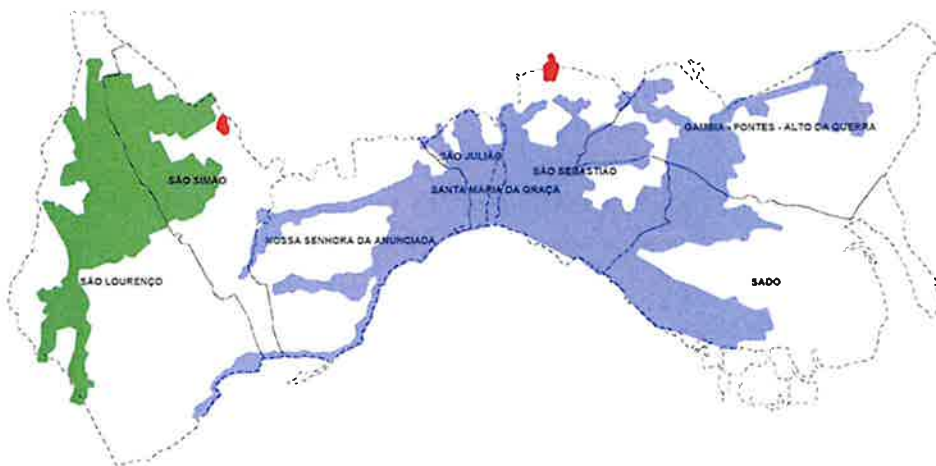 GAMBIA - PONTES - ALTO DA GUERRA
SÃO JULIÃO
SÃO SEBASTIÃO
SÃO SIMÃO
SANTA MARIA DA GRAÇA
NOSSA SENHORA DA ANUNCIADA
SÃO LOURENÇO
SADO